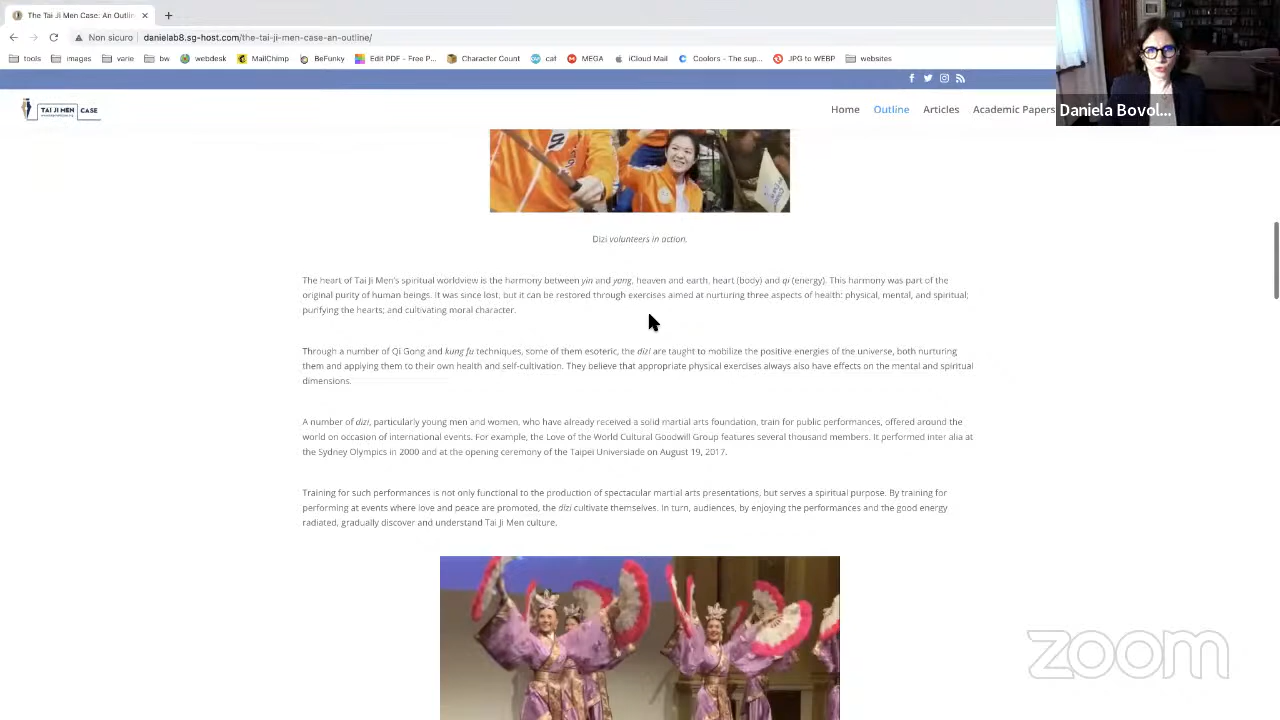 The Tai Ji Men Case: An Outlin
Non sicuro danielab8.sg-host.com/the-tai-ji-men-case-an-outline/
tools images varie bw webdesk MailChimp BeFunky Edit PDF - Free P... Character Count cat MEGA iCloud Mail Coolors - The sup... JPG to WEBP websites
TAI JI MEN CASE
Home Outline Articles Academic Papers
Daniela Bovol...
Dizi volunteers in action.
The heart of Tai Ji Men's spiritual worldview is the harmony between yin and yang, heaven and earth, heart (body) and qi (energy). This harmony was part of the
original purity of human beings. It was since lost, but it can be restored through exercises aimed at nurturing three aspects of health: physical, mental, and spiritual;
purifying the hearts; and cultivating moral character.
Through a number of Qi Gong and kung fu techniques, some of them esoteric, the dizi are taught to mobilize the positive energies of the universe, both nurturing
them and applying them to their own health and self-cultivation. They believe that appropriate physical exercises always also have effects on the mental and spiritual
dimensions.
A number of dizi, particularly young men and women, who have already received a solid martial arts foundation, train for public performances, offered around the
world on occasion of international events. For example, the Love of the World Cultural Goodwill Group features several thousand members. It performed inter alia at
the Sydney Olympics in 2000 and at the opening ceremony of the Taipei Universiade on August 19, 2017.
Training for such performances is not only functional to the production of spectacular martial arts presentations, but serves a spiritual purpose. By training for
performing at events where love and peace are promoted, the dizi cultivate themselves. In turn, audiences, by enjoying the performances and the good energy
radiated, gradually discover and understand Tai Ji Men culture.
zoom